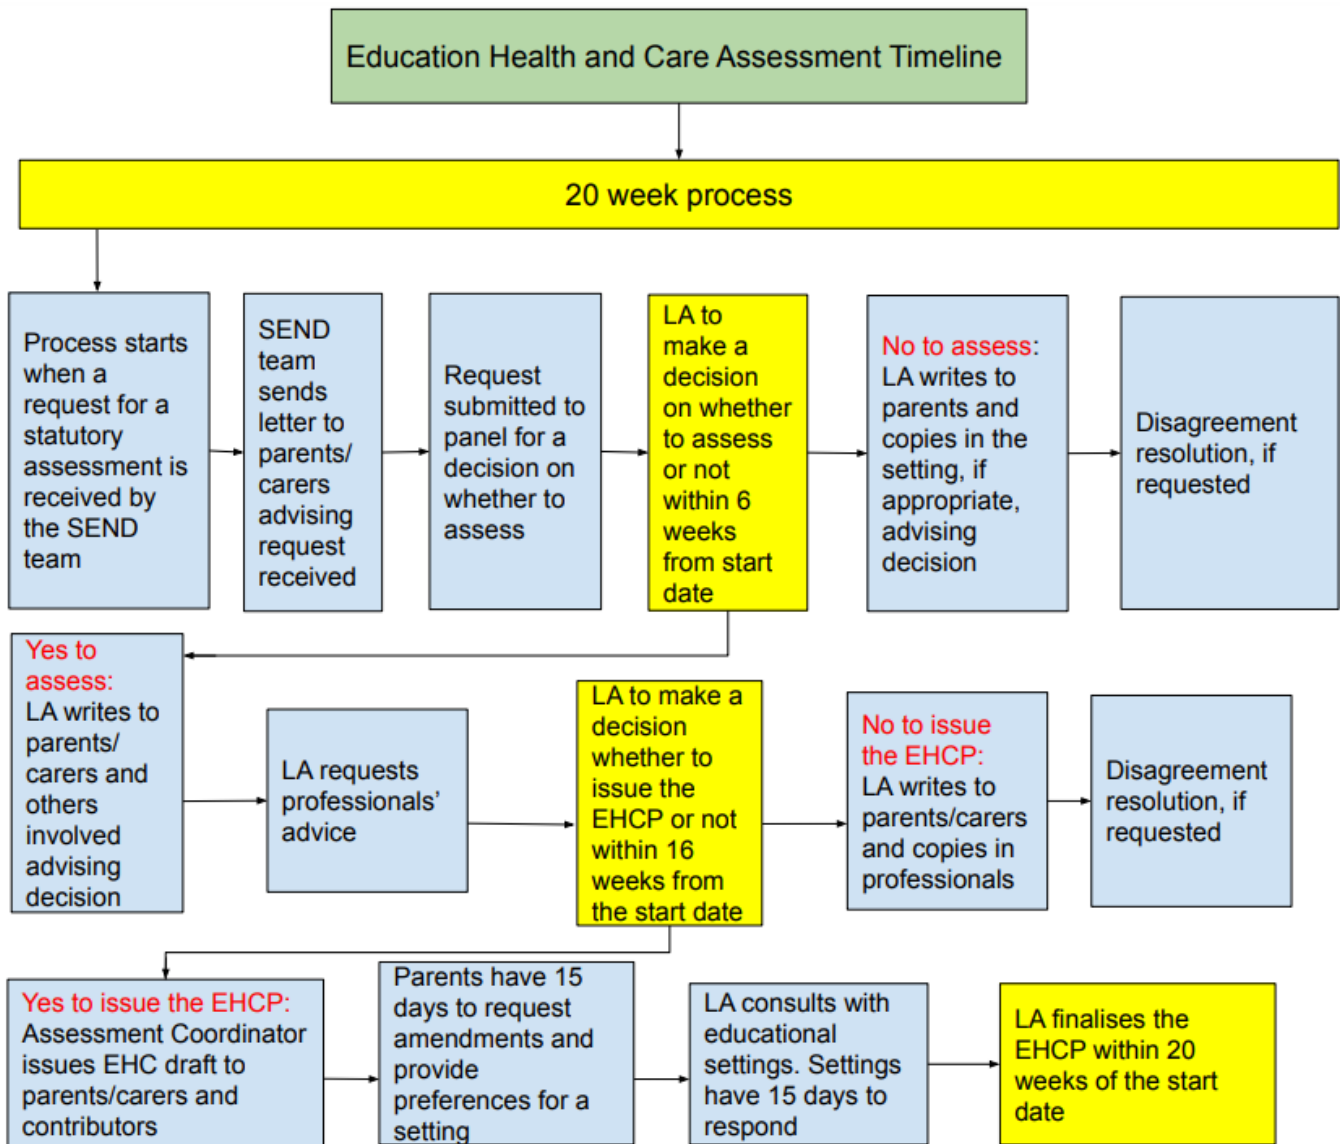 Education Health and Care Assessment Timeline
20 week process
Process starts
when a
request for a
statutory
assessment is
received by
the SEND
team
SEND
team
sends
letter to
parents/
carers
advising
request
received
Request
submitted to
panel for a
decision on
whether to
assess
LA to
make a
decision
on whether
to assess
or not
within 6
weeks
from start
date
No to assess:
LA writes to
parents and
copies in the
setting, if
appropriate,
advising
decision
Disagreement
resolution, if
requested
Yes to
assess:
LA writes to
parents/
carers and
others
involved
advising
decision
LA requests
professionals’
advice
LA to make a
decision
whether to
issue the
EHCP or not
within 16
weeks from
the start date
No to issue
the EHCP:
LA writes to
parents/carers
and copies in
professionals
Disagreement
resolution, if
requested
Yes to issue the EHCP:
Assessment Coordinator
issues EHC draft to
parents/carers and
contributors
Parents have 15
days to request
amendments and
provide
preferences for a
setting
LA consults with
educational
settings. Settings
have 15 days to
respond
LA finalises the
EHCP within 20
weeks of the start
date